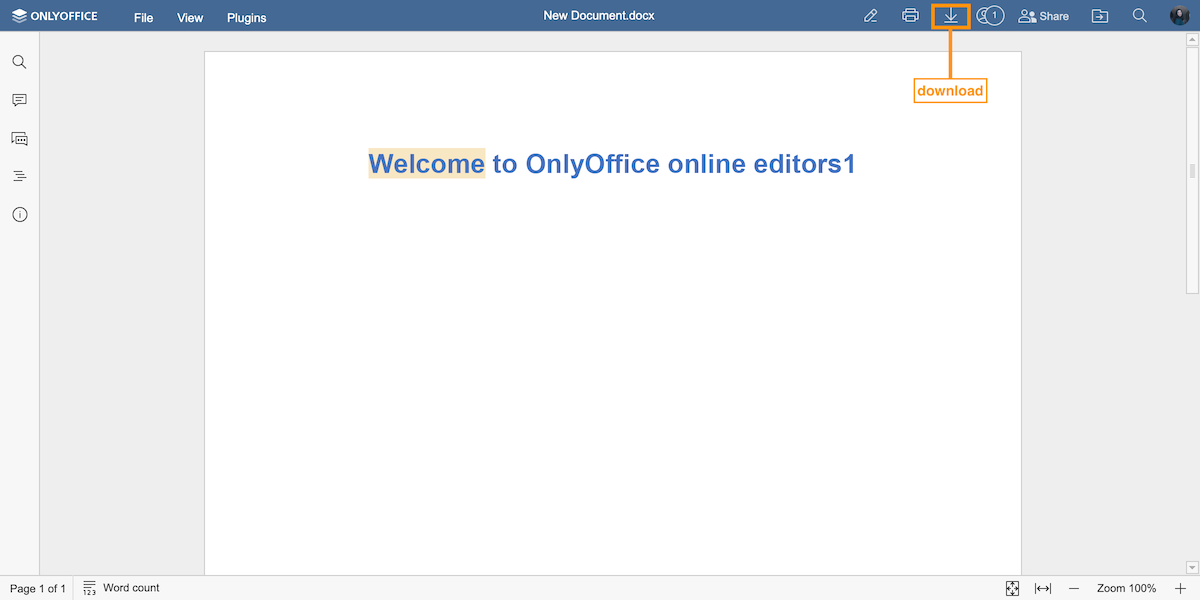 ONLYOFFICE File View Plugins New Document.docx 1 Share
download
Welcome to OnlyOffice online editors1
Page 1 of 1 123 Word count Zoom 100%